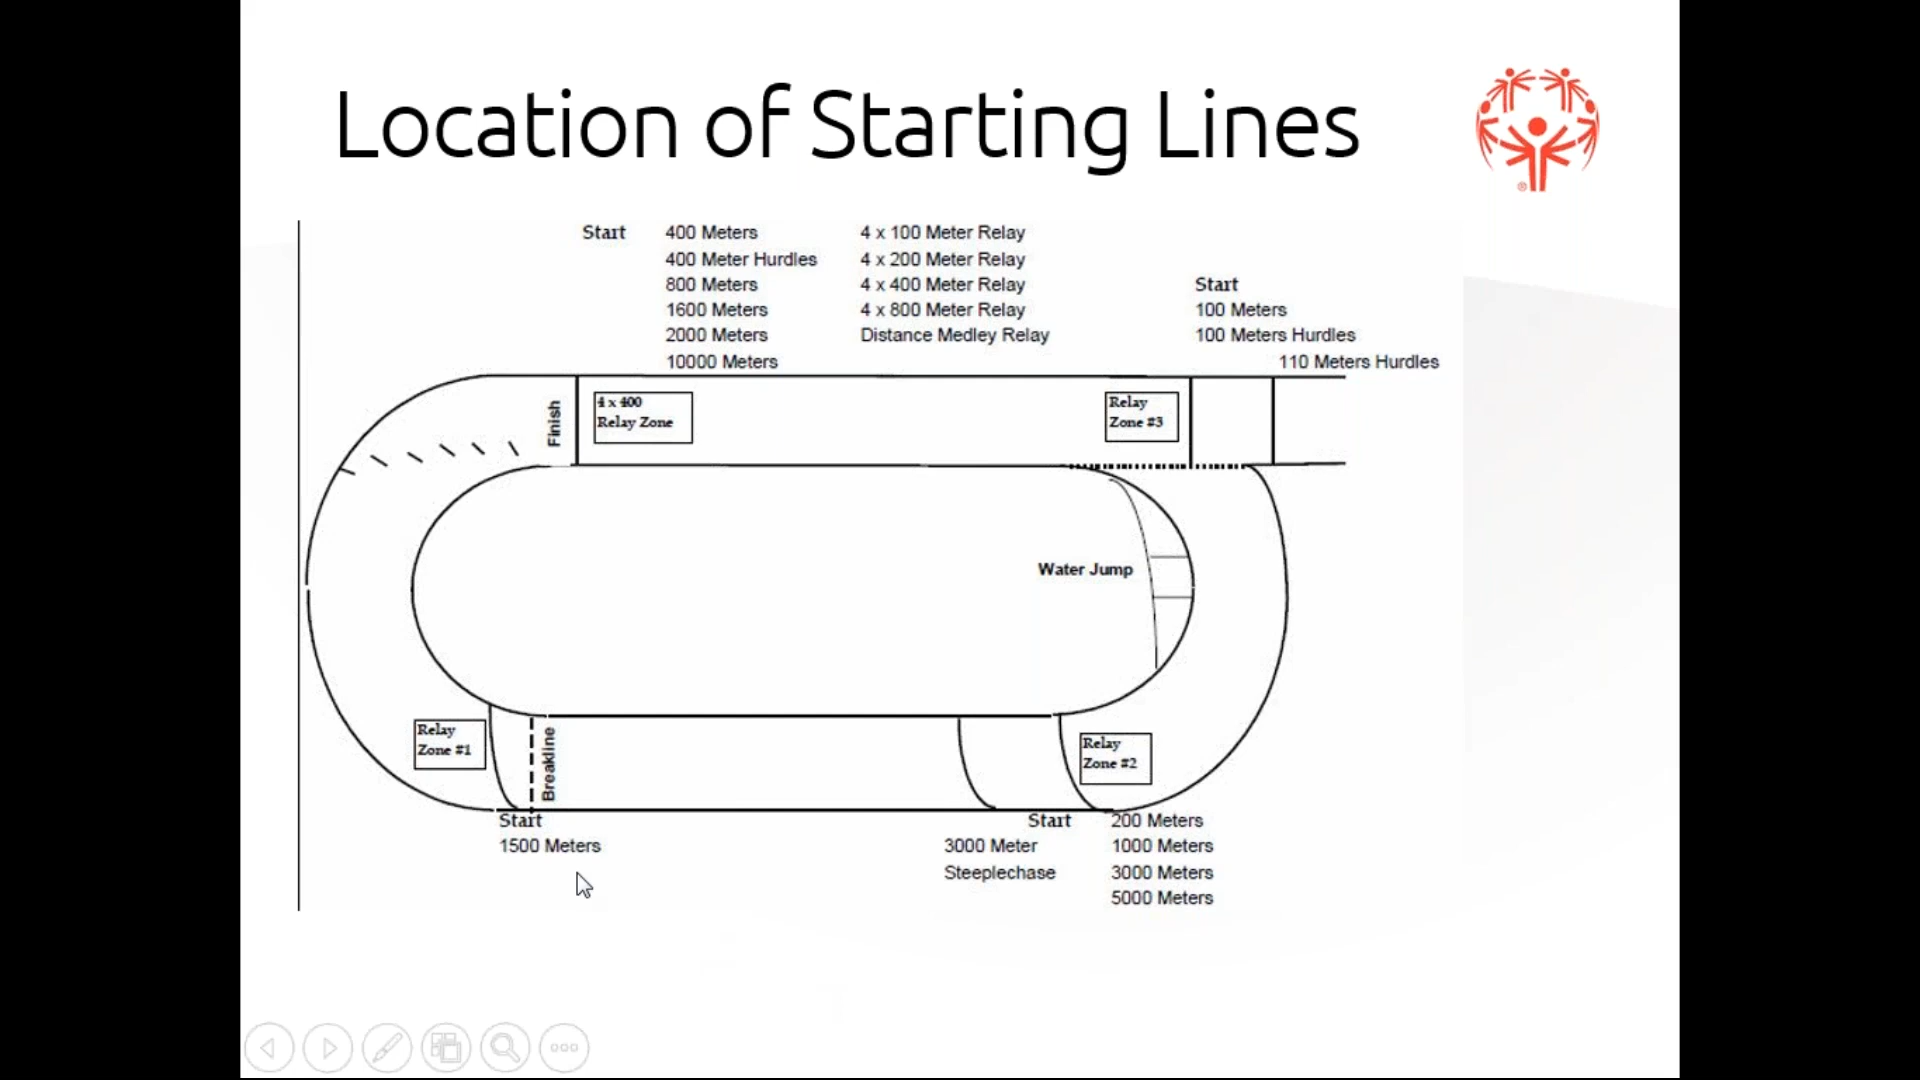 Location of Starting Lines
®
Start 400 Meters 4 x 100 Meter Relay
400 Meter Hurdles 4 x 200 Meter Relay
800 Meters 4 x 400 Meter Relay Start
1600 Meters 4 x 800 Meter Relay 100 Meters
2000 Meters Distance Medley Relay 100 Meters Hurdles
10000 Meters 110 Meters Hurdles
Finish
4 x 400
Relay Zone
Relay
Zone #3
Water Jump
Relay
Zone #1
Breakline
Relay
Zone #2
Start Start 200 Meters
1500 Meters 3000 Meter 1000 Meters
Steeplechase 3000 Meters
5000 Meters